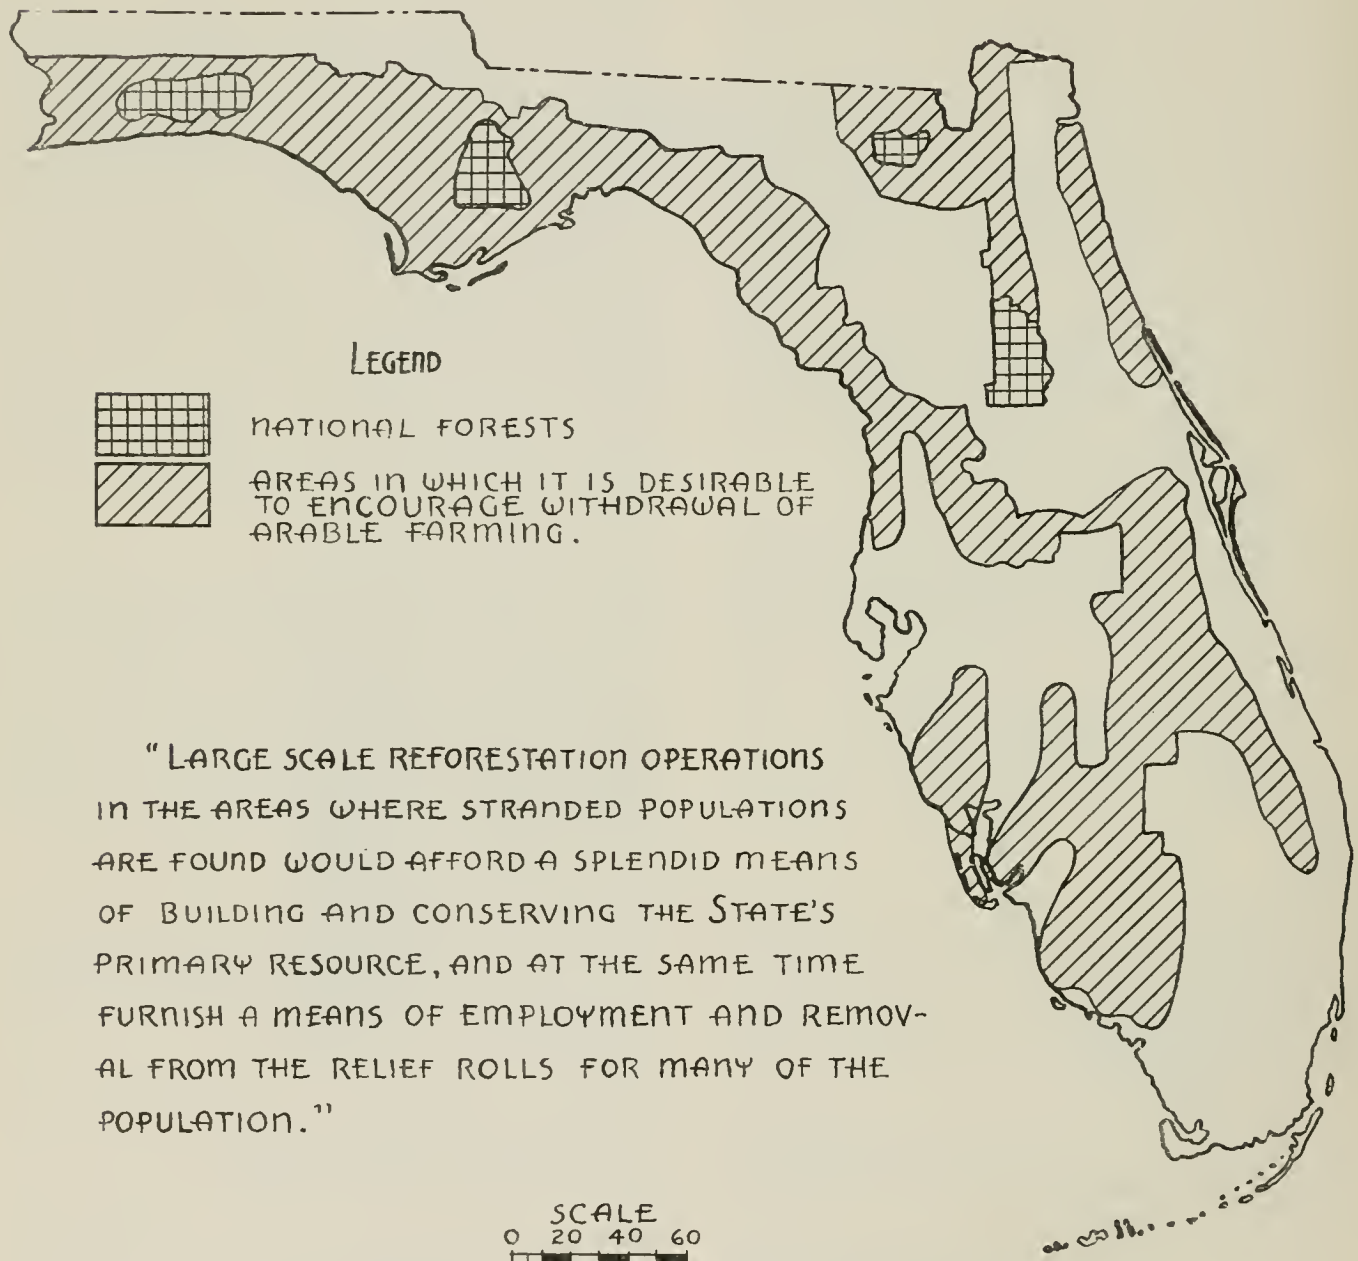 LEGEND
NATIONAL FORESTS
AREAS IN WHICH IT IS DESIRABLE
TO ENCOURAGE WITHDRAWAL OF
ARABLE FARMING.
"LARGE SCALE REFORESTATION OPERATIONS
IN THE AREAS WHERE STRANDED POPULATIONS
ARE FOUND WOULD AFFORD A SPLENDID MEANS
OF BUILDING AND CONSERVING THE STATE'S
PRIMARY RESOURCE, AND AT THE SAME TIME
FURNISH A MEANS OF EMPLOYMENT AND REMOV-
AL FROM THE RELIEF ROLLS FOR MANY OF THE
POPULATION."
SCALE
0 20 40 60